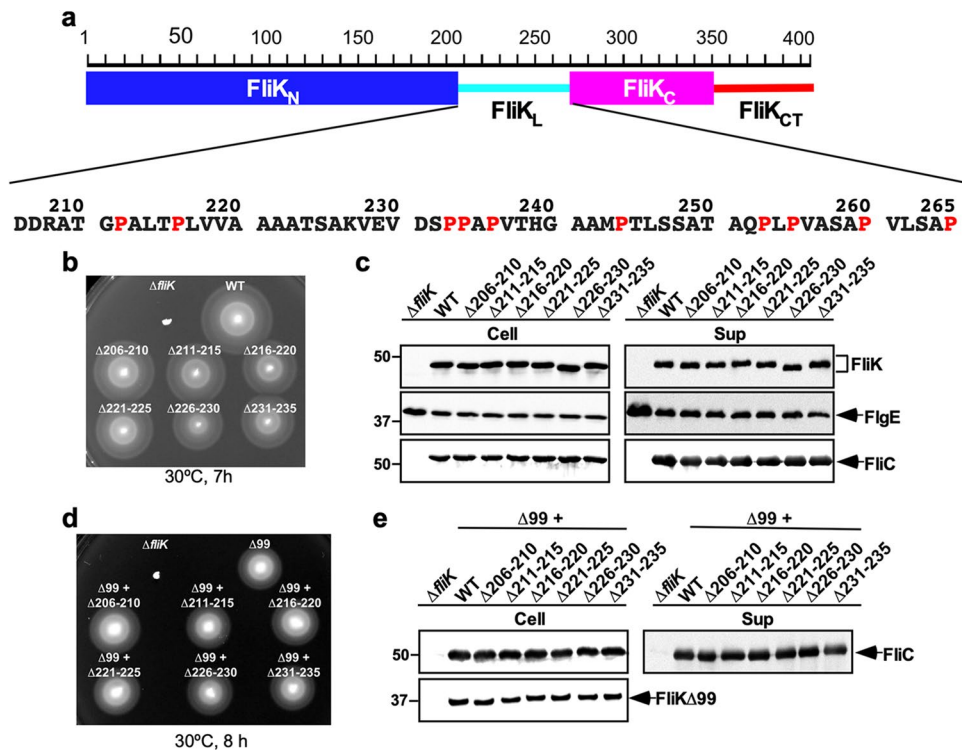 a
1 50 100 150 200 250 300 350 400
FliKN FliKC
FliKL FliKCT
210 220 230 240 250 261 265
DDRAT GPALTPLVVA AAATSAKVEV DSPPAPVTHG AAMPTLSSAT AQPLPVASAP VLSAP
b
ΔfliK WT
Δ206-210 Δ211-215 Δ216-220
Δ221-225 Δ226-230 Δ231-235
30ºC, 7h
c
ΔfliK WT Δ206-210 Δ211-215 Δ216-220 Δ221-225 Δ226-230 Δ231-235
ΔfliK WT Δ206-210 Δ211-215 Δ216-220 Δ221-225 Δ226-230 Δ231-235
Cell Sup
50 FliK
37 FlgE
50 FliC
d
ΔfliK Δ99
Δ99 + Δ99 + Δ99 +
Δ206-210 Δ211-215 Δ216-220
Δ99 + Δ99 + Δ99 +
Δ221-225 Δ226-230 Δ231-235
30ºC, 8 h
e
Δ99 + Δ99 +
ΔfliK WT Δ206-210 Δ211-215 Δ216-220 Δ221-225 Δ226-230 Δ231-235
ΔfliK WT Δ206-210 Δ211-215 Δ216-220 Δ221-225 Δ226-230 Δ231-235
Cell Sup
50 FliC
37 FliKΔ99